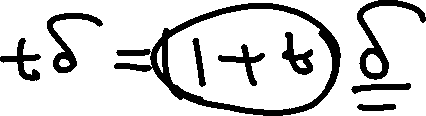 tδ = (1+t) δ